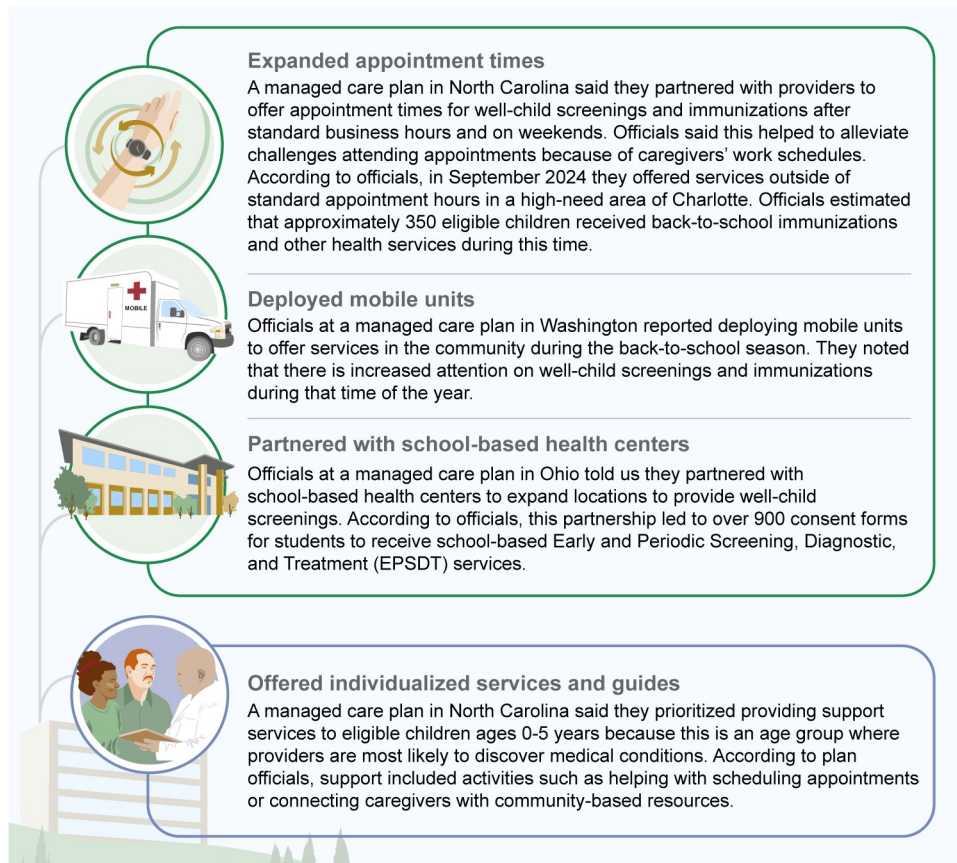 Expanded appointment times
A managed care plan in North Carolina said they partnered with providers to
offer appointment times for well-child screenings and immunizations after
standard business hours and on weekends. Officials said this helped to alleviate
challenges attending appointments because of caregivers’ work schedules.
According to officials, in September 2024 they offered services outside of
standard appointment hours in a high-need area of Charlotte. Officials estimated
that approximately 350 eligible children received back-to-school immunizations
and other health services during this time.
MOBILE
Deployed mobile units
Officials at a managed care plan in Washington reported deploying mobile units
to offer services in the community during the back-to-school season. They noted
that there is increased attention on well-child screenings and immunizations
during that time of the year.
Partnered with school-based health centers
Officials at a managed care plan in Ohio told us they partnered with
school-based health centers to expand locations to provide well-child
screenings. According to officials, this partnership led to over 900 consent forms
for students to receive school-based Early and Periodic Screening, Diagnostic,
and Treatment (EPSDT) services.
Offered individualized services and guides
A managed care plan in North Carolina said they prioritized providing support
services to eligible children ages 0-5 years because this is an age group where
providers are most likely to discover medical conditions. According to plan
officials, support included activities such as helping with scheduling appointments
or connecting caregivers with community-based resources.